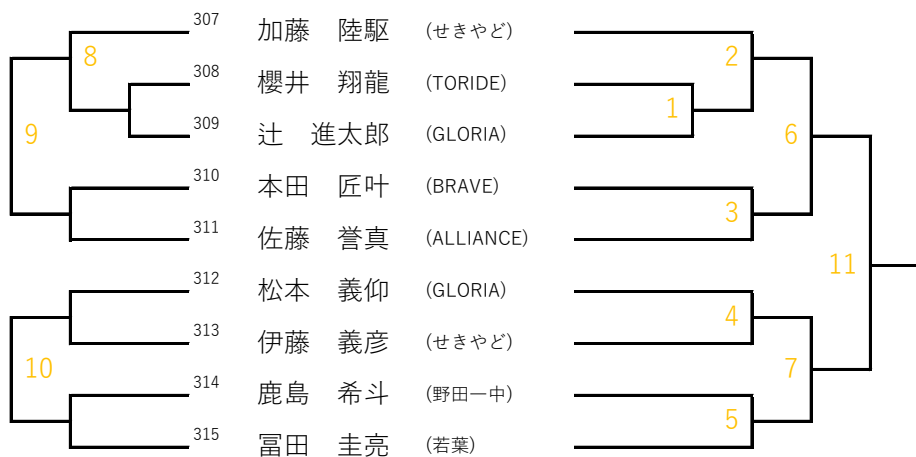 307 加藤 陸駆 (せきやど)
2
8
308 櫻井 翔龍 (TORIDE)
1
309 辻 進太郎 (GLORIA)
9
6
310 本田 匠叶 (BRAVE)
3
311 佐藤 誉真 (ALLIANCE)
11
312 松本 義仰 (GLORIA)
4
313 伊藤 義彦 (せきやど)
10
7
314 鹿島 希斗 (野田一中)
5
315 冨田 圭亮 (若葉)